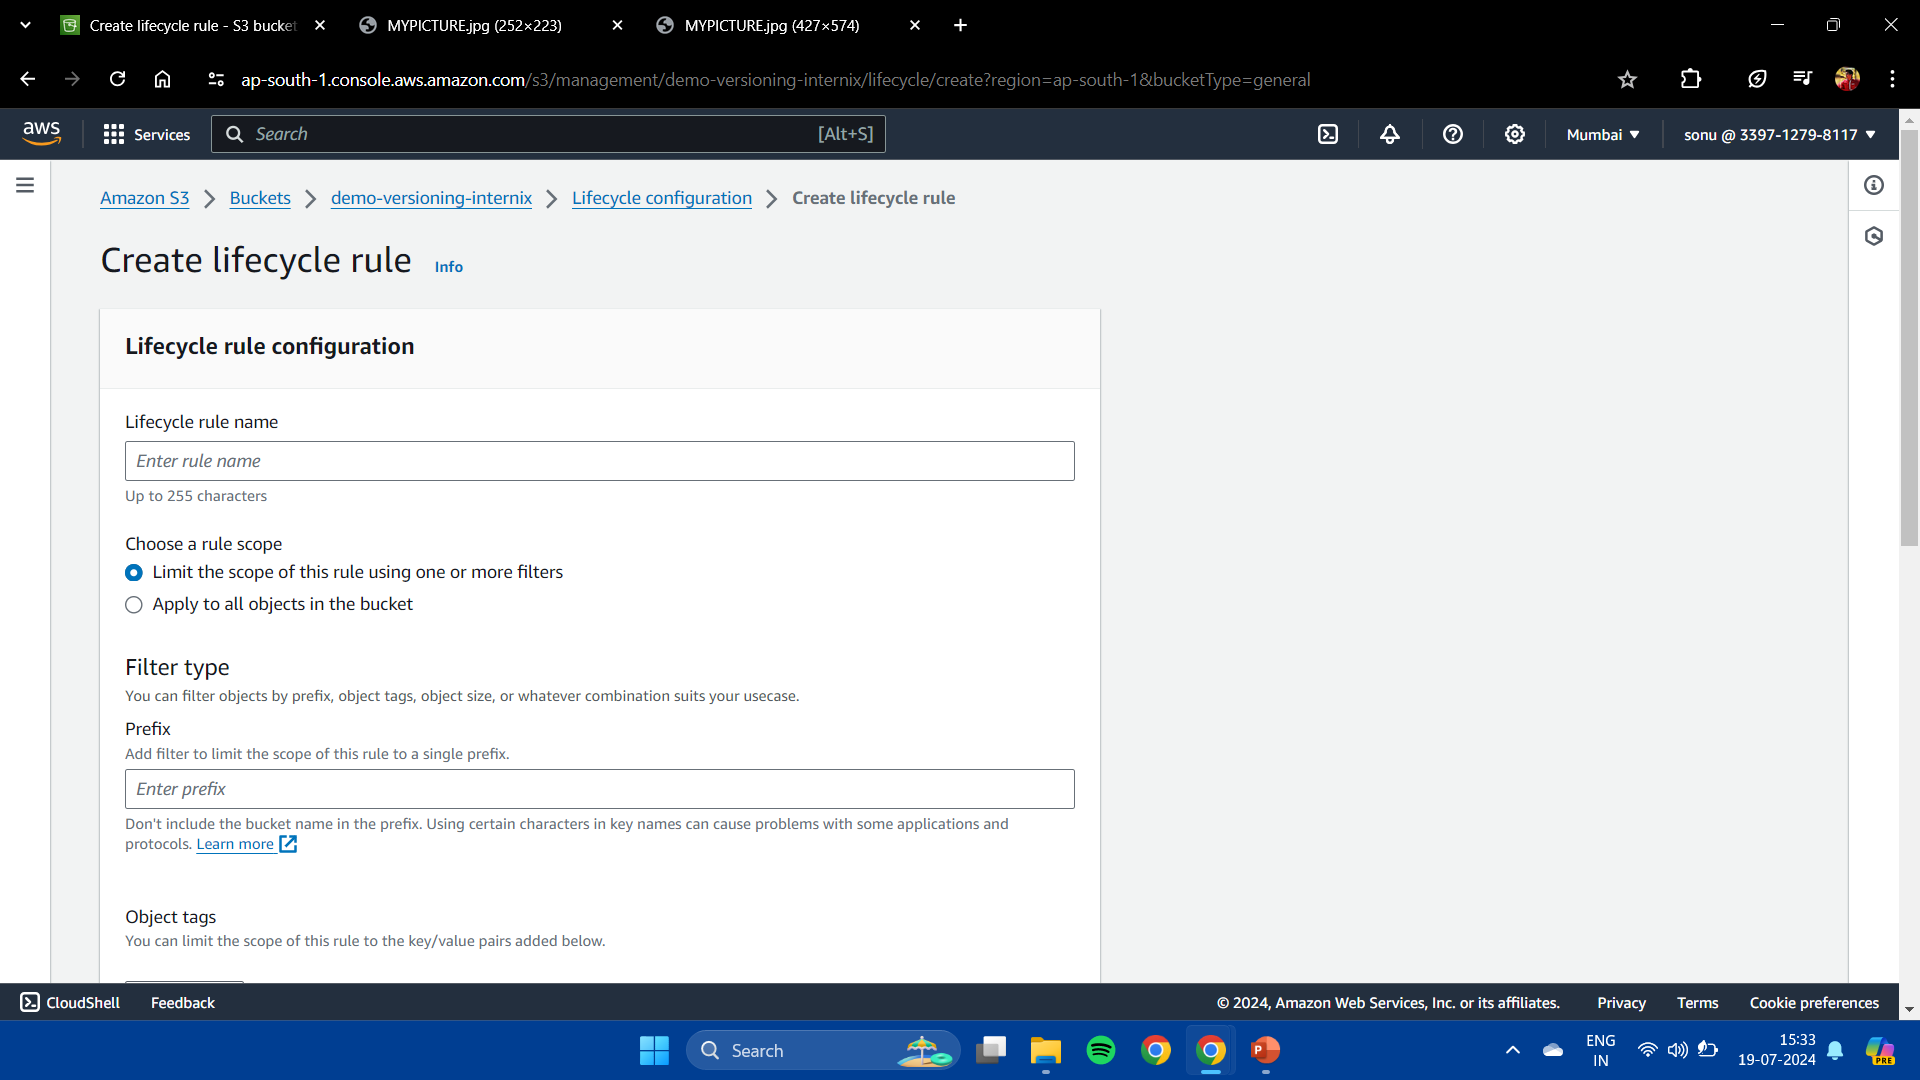 Create lifecycle rule - S3 bucket
MYPICTURE.jpg (252×223)
MYPICTURE.jpg (427×574)
ap-south-1.console.aws.amazon.com/s3/management/demo-versioning-internix/lifecycle/create?region=ap-south-1&bucketType=general
aws
Services
Search
[Alt+S]
Mumbai
sonu @ 3397-1279-8117
Amazon S3
Buckets
demo-versioning-internix
Lifecycle configuration
Create lifecycle rule
Create lifecycle rule
Info
Lifecycle rule configuration
Lifecycle rule name
Enter rule name
Up to 255 characters
Choose a rule scope
Limit the scope of this rule using one or more filters
Apply to all objects in the bucket
Filter type
You can filter objects by prefix, object tags, object size, or whatever combination suits your usecase.
Prefix
Add filter to limit the scope of this rule to a single prefix.
Enter prefix
Don't include the bucket name in the prefix. Using certain characters in key names can cause problems with some applications and
protocols. Learn more
Object tags
You can limit the scope of this rule to the key/value pairs added below.
CloudShell
Feedback
© 2024, Amazon Web Services, Inc. or its affiliates.
Privacy
Terms
Cookie preferences
Search
P
ENG
IN
15:33
19-07-2024
PRE